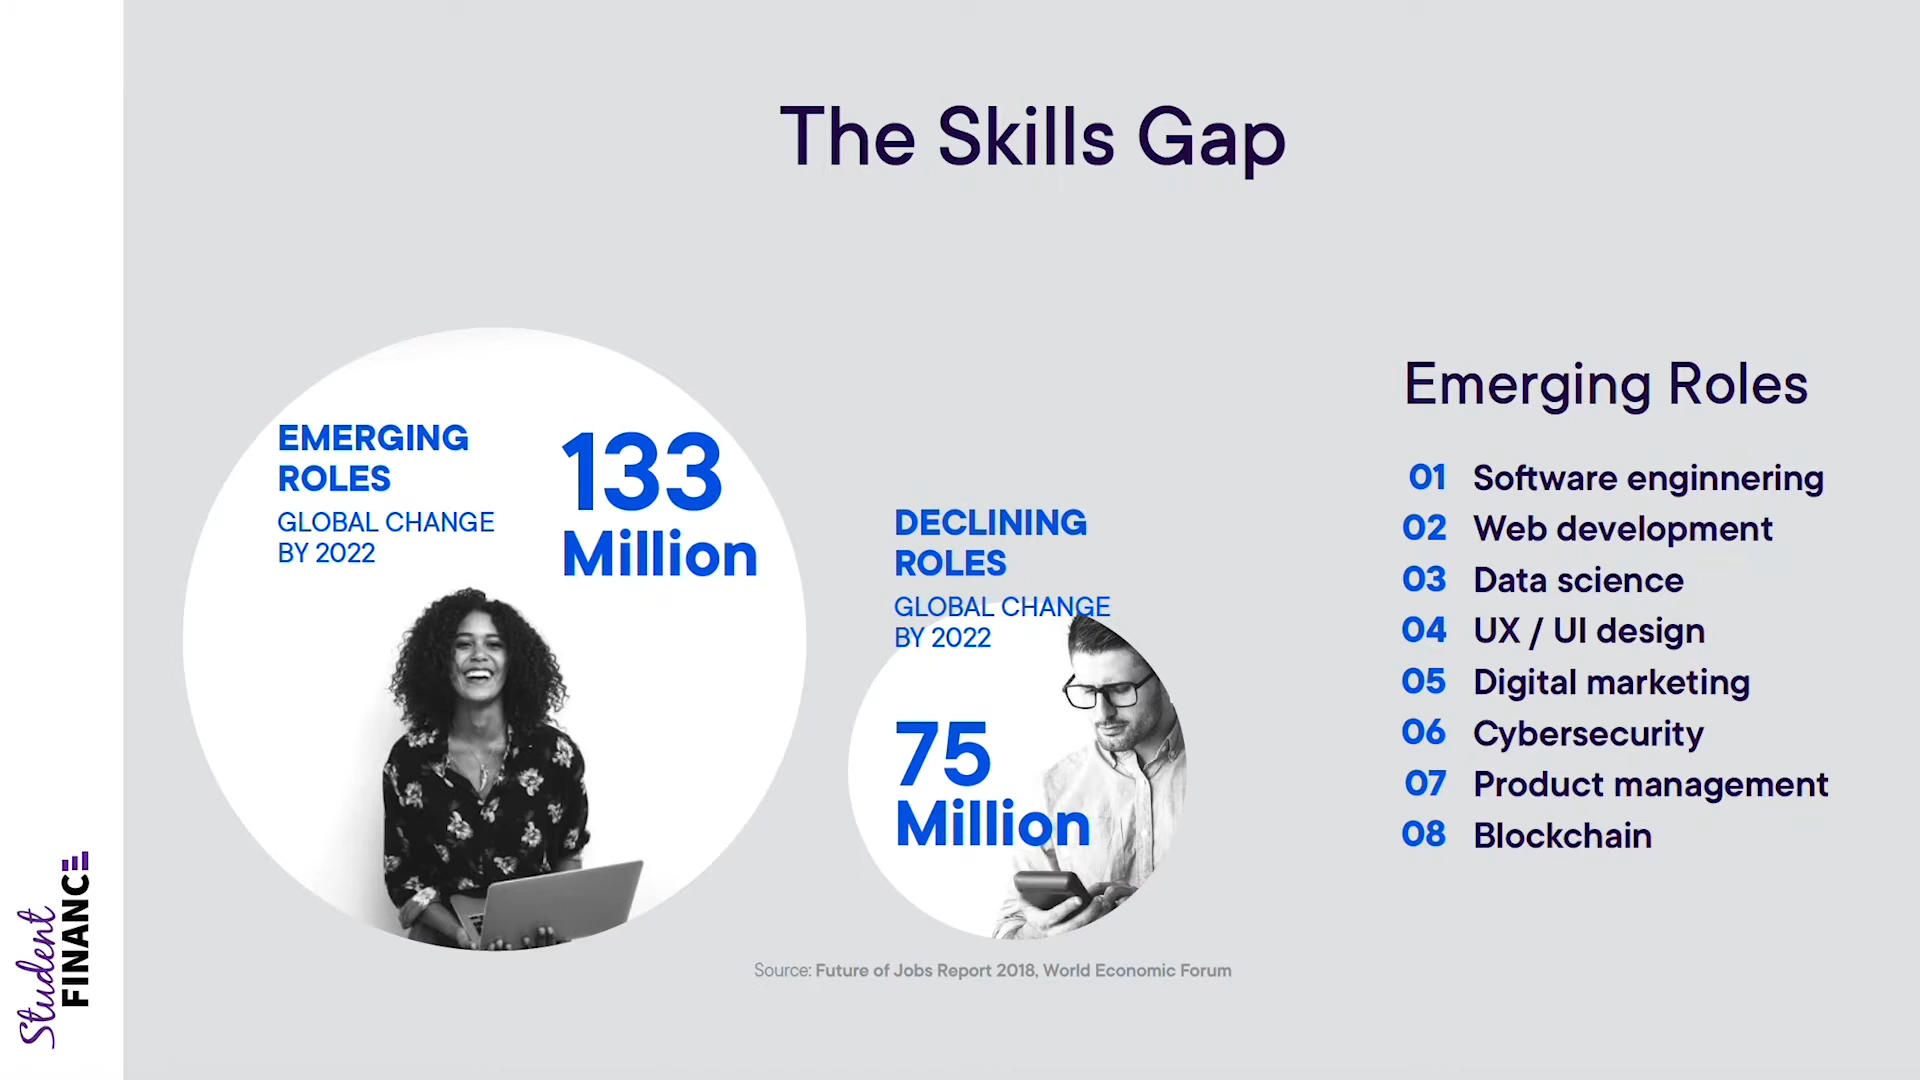 The Skills Gap
EMERGING
ROLES
GLOBAL CHANGE
BY 2022
133
Million
DECLINING
ROLES
GLOBAL CHANGE
BY 2022
75
Million
Emerging Roles
01 Software enginnering
02 Web development
03 Data science
04 UX / UI design
05 Digital marketing
06 Cybersecurity
07 Product management
08 Blockchain
Source: Future of Jobs Report 2018, World Economic Forum
Student
FINANCE